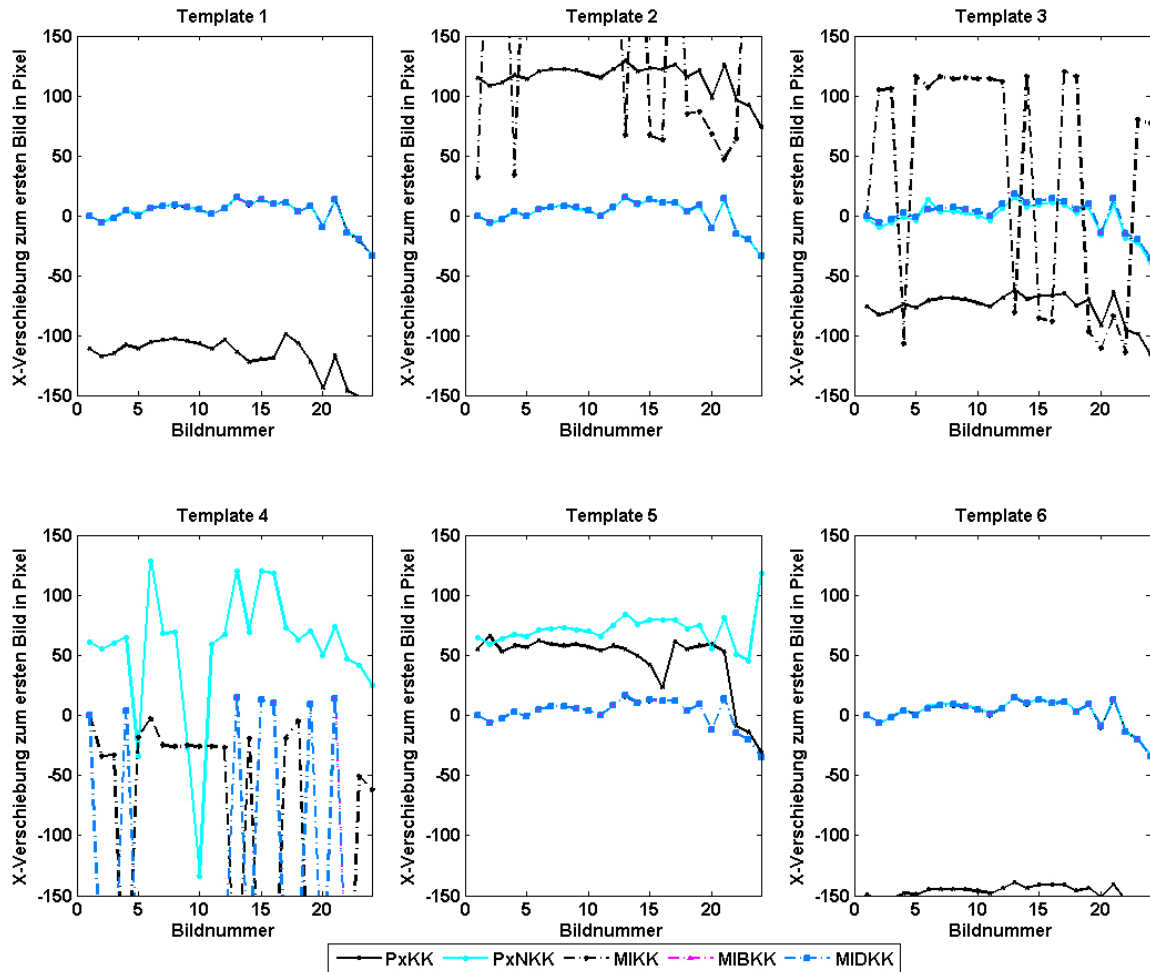 Template 1
Template 2
Template 3
150
100
50
0
-50
-100
-150
X-Verschiebung zum ersten Bild in Pixel
0 5 10 15 20
Bildnummer
150
100
50
0
-50
-100
-150
X-Verschiebung zum ersten Bild in Pixel
0 5 10 15 20
Bildnummer
150
100
50
0
-50
-100
-150
X-Verschiebung zum ersten Bild in Pixel
0 5 10 15 20
Bildnummer
Template 4
Template 5
Template 6
150
100
50
0
-50
-100
-150
X-Verschiebung zum ersten Bild in Pixel
0 5 10 15 20
Bildnummer
150
100
50
0
-50
-100
-150
X-Verschiebung zum ersten Bild in Pixel
0 5 10 15 20
Bildnummer
150
100
50
0
-50
-100
-150
X-Verschiebung zum ersten Bild in Pixel
0 5 10 15 20
Bildnummer
PxKK PxNKK MIKK MIBKK MIDKK